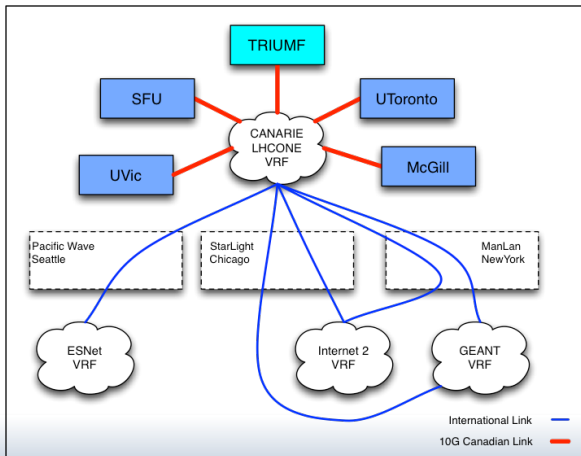 TRIUMF
SFU
UToronto
CANARIE
LHCONE
VRF
UVic
McGill
Pacific Wave
Seattle
StarLight
Chicago
ManLan
NewYork
ESNet
VRF
Internet 2
VRF
GEANT
VRF
International Link
10G Canadian Link